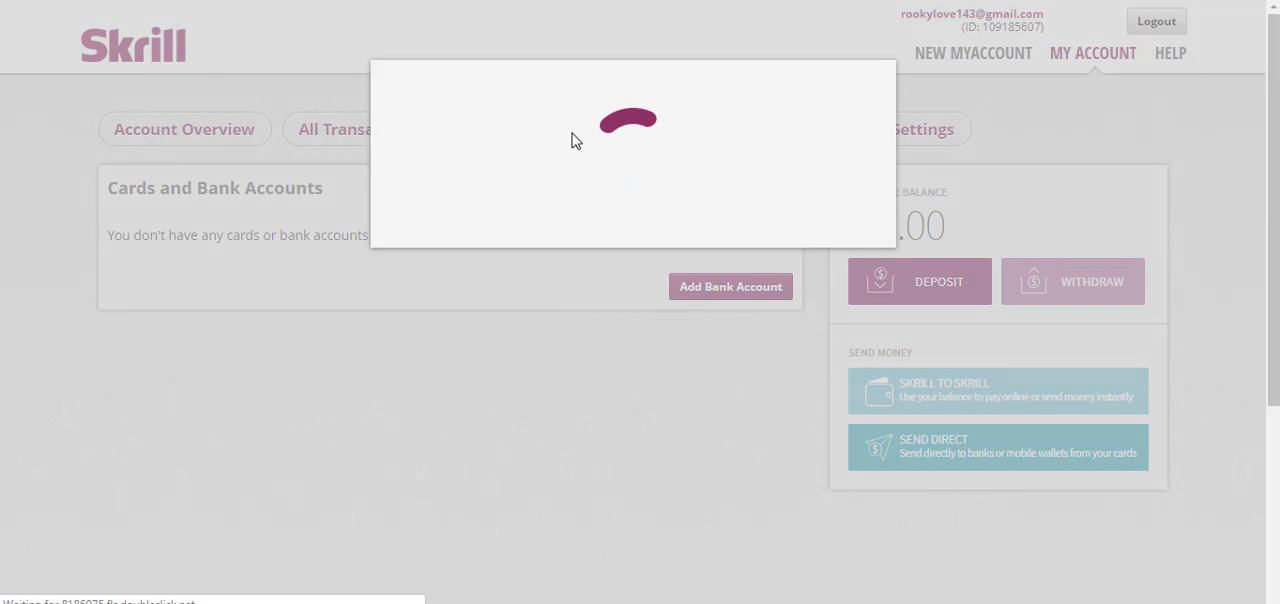 Skrill
rookylove143@gmail.com
(ID: 109185607)
Logout
NEW MYACCOUNT
MY ACCOUNT
HELP
Account Overview
All Transa
Settings
Cards and Bank Accounts
You don't have any cards or bank accounts
Add Bank Account
BALANCE
.00
DEPOSIT
WITHDRAW
SEND MONEY
SKRILL TO SKRILL
Use your balance to pay online or send money instantly
SEND DIRECT
Send directly to banks or mobile wallets from your cards